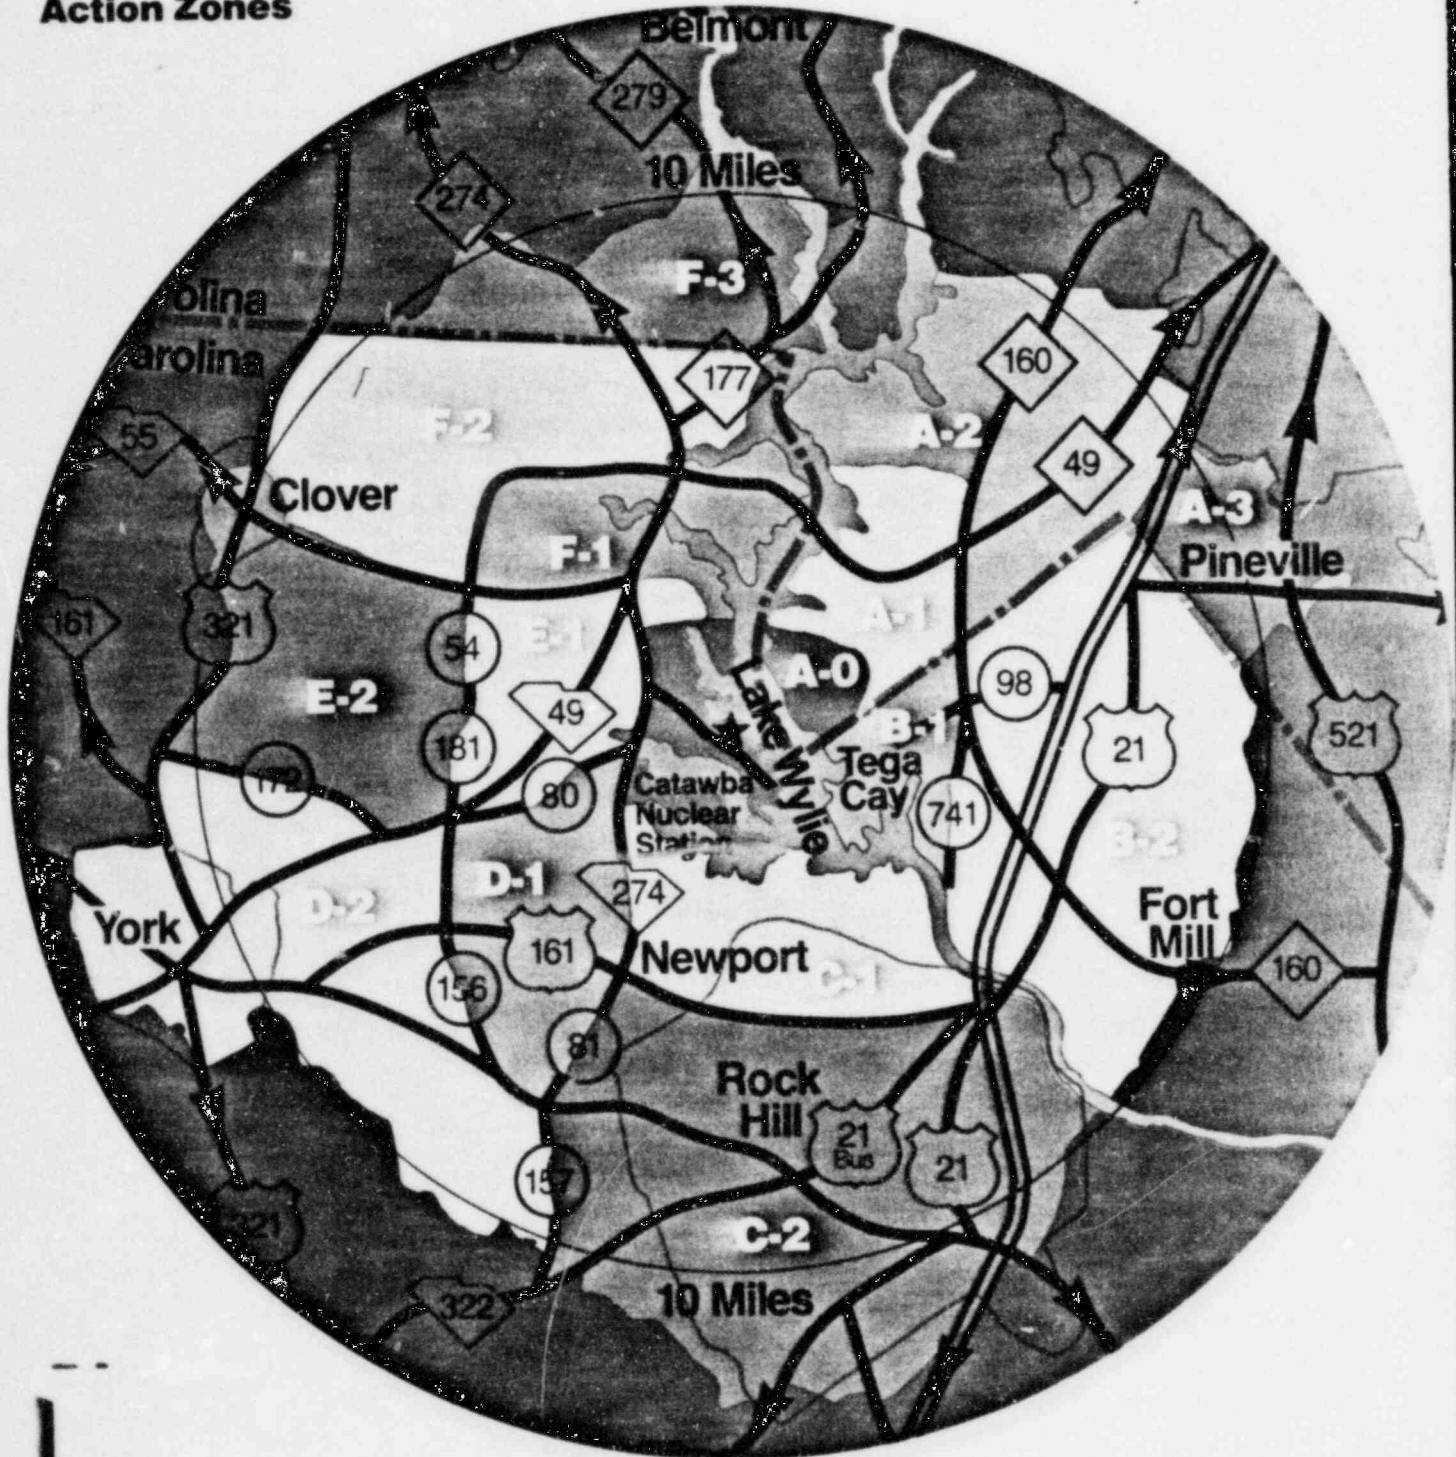 Action Zones
Belmont
279
10 Miles
274
F-3
rolina
arolina
177
160
F-2
A-2
55
49
Clover
A-3
F-1
Pineville
161
321
54
E-1
A-1
A-0
98
E-2
49
Lake Wylie
B-1
181
21
521
172
80
Catawba
Nuclear
Station
Tega
Cay
741
B-2
D-1
274
D-2
Fort
Mill
York
161
Newport
C-1
160
156
81
Rock
Hill
21
Bus
21
157
321
C-2
322
10 Miles